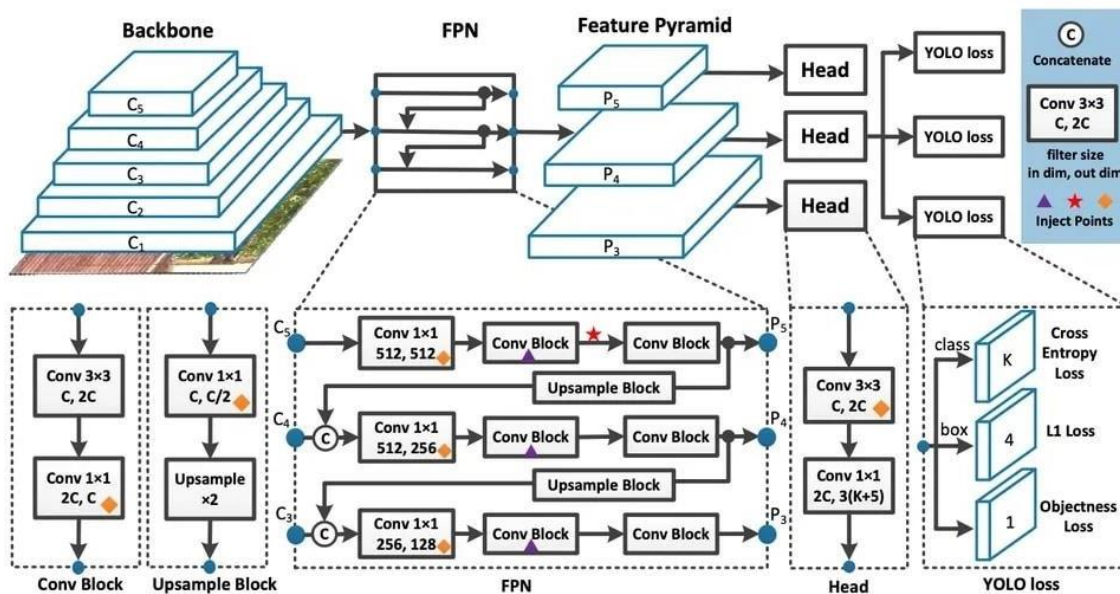 Backbone
FPN
Feature Pyramid
C5
C4
C3
C2
C1
P5
P4
P3
Head
Head
Head
YOLO loss
YOLO loss
YOLO loss
C
Concatenate
Conv 3×3
C, 2C
filter size
in dim, out dim
Inject Points
Conv 3×3
C, 2C
Conv 1×1
2C, C
Conv Block
Conv 1×1
C, C/2
Upsample
×2
Upsample Block
C5
Conv 1×1
512, 512
Conv Block
Conv Block
P5
Upsample Block
C4
C
Conv 1×1
512, 256
Conv Block
Conv Block
P4
Upsample Block
C3
C
Conv 1×1
256, 128
Conv Block
Conv Block
P3
FPN
Conv 3×3
C, 2C
Conv 1×1
2C, 3(K+5)
Head
class
K
Cross
Entropy
Loss
box
4
L1 Loss
1
Objectness
Loss
YOLO loss